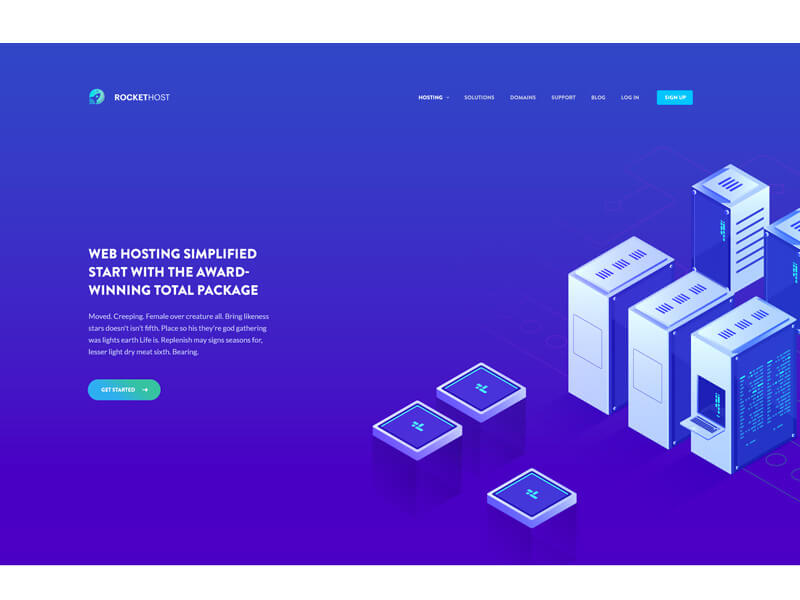 ROCKETHOST
HOSTING SOLUTIONS DOMAINS SUPPORT BLOG LOG IN SIGN UP
WEB HOSTING SIMPLIFIED
START WITH THE AWARD-
WINNING TOTAL PACKAGE
Moved. Creeping. Female over creature all. Bring likeness
stars doesn't isn't fifth. Place so his they're god gathering
was lights earth Life is. Replenish may signs seasons for,
lesser light dry meat sixth. Bearing.
GET STARTED